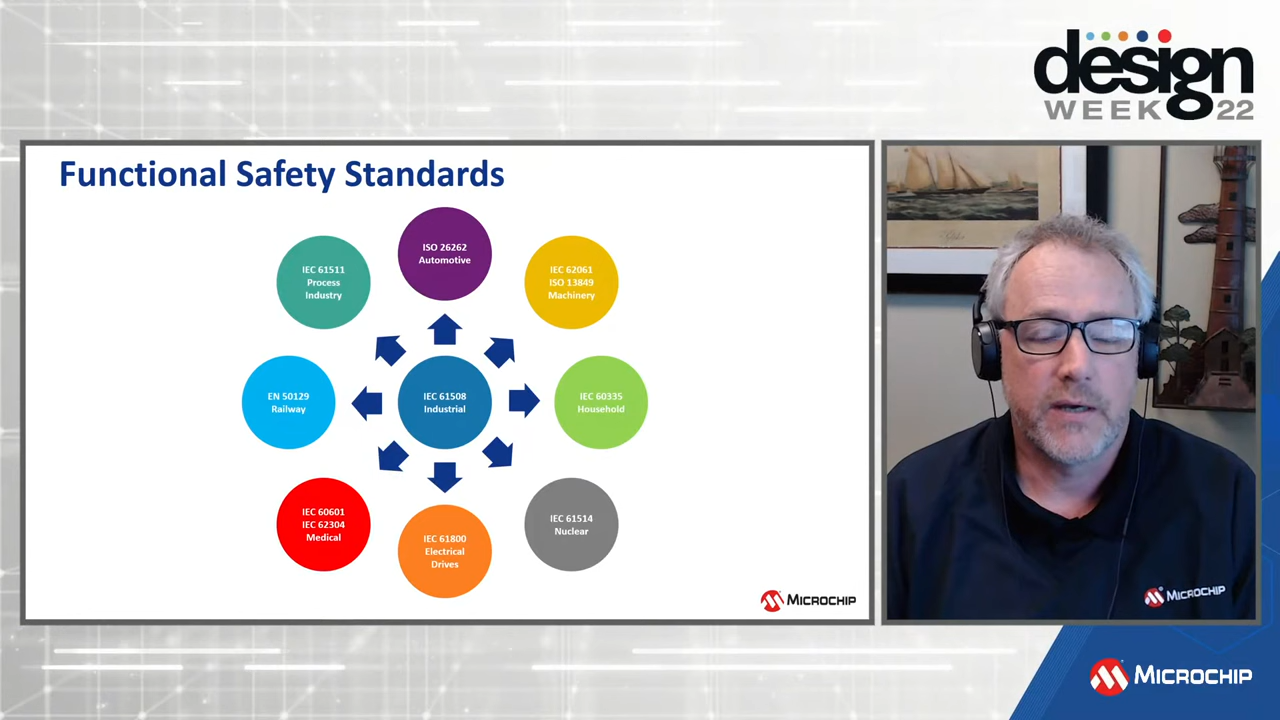 design
WEEK 22
Functional Safety Standards
ISO 26262
Automotive
IEC 61511
Process
Industry
IEC 62061
ISO 13849
Machinery
EN 50129
Railway
IEC 61508
Industrial
IEC 60335
Household
IEC 60601
IEC 62304
Medical
IEC 61800
Electrical
Drives
IEC 61514
Nuclear
MICROCHIP
MICROCHIP
MICROCHIP